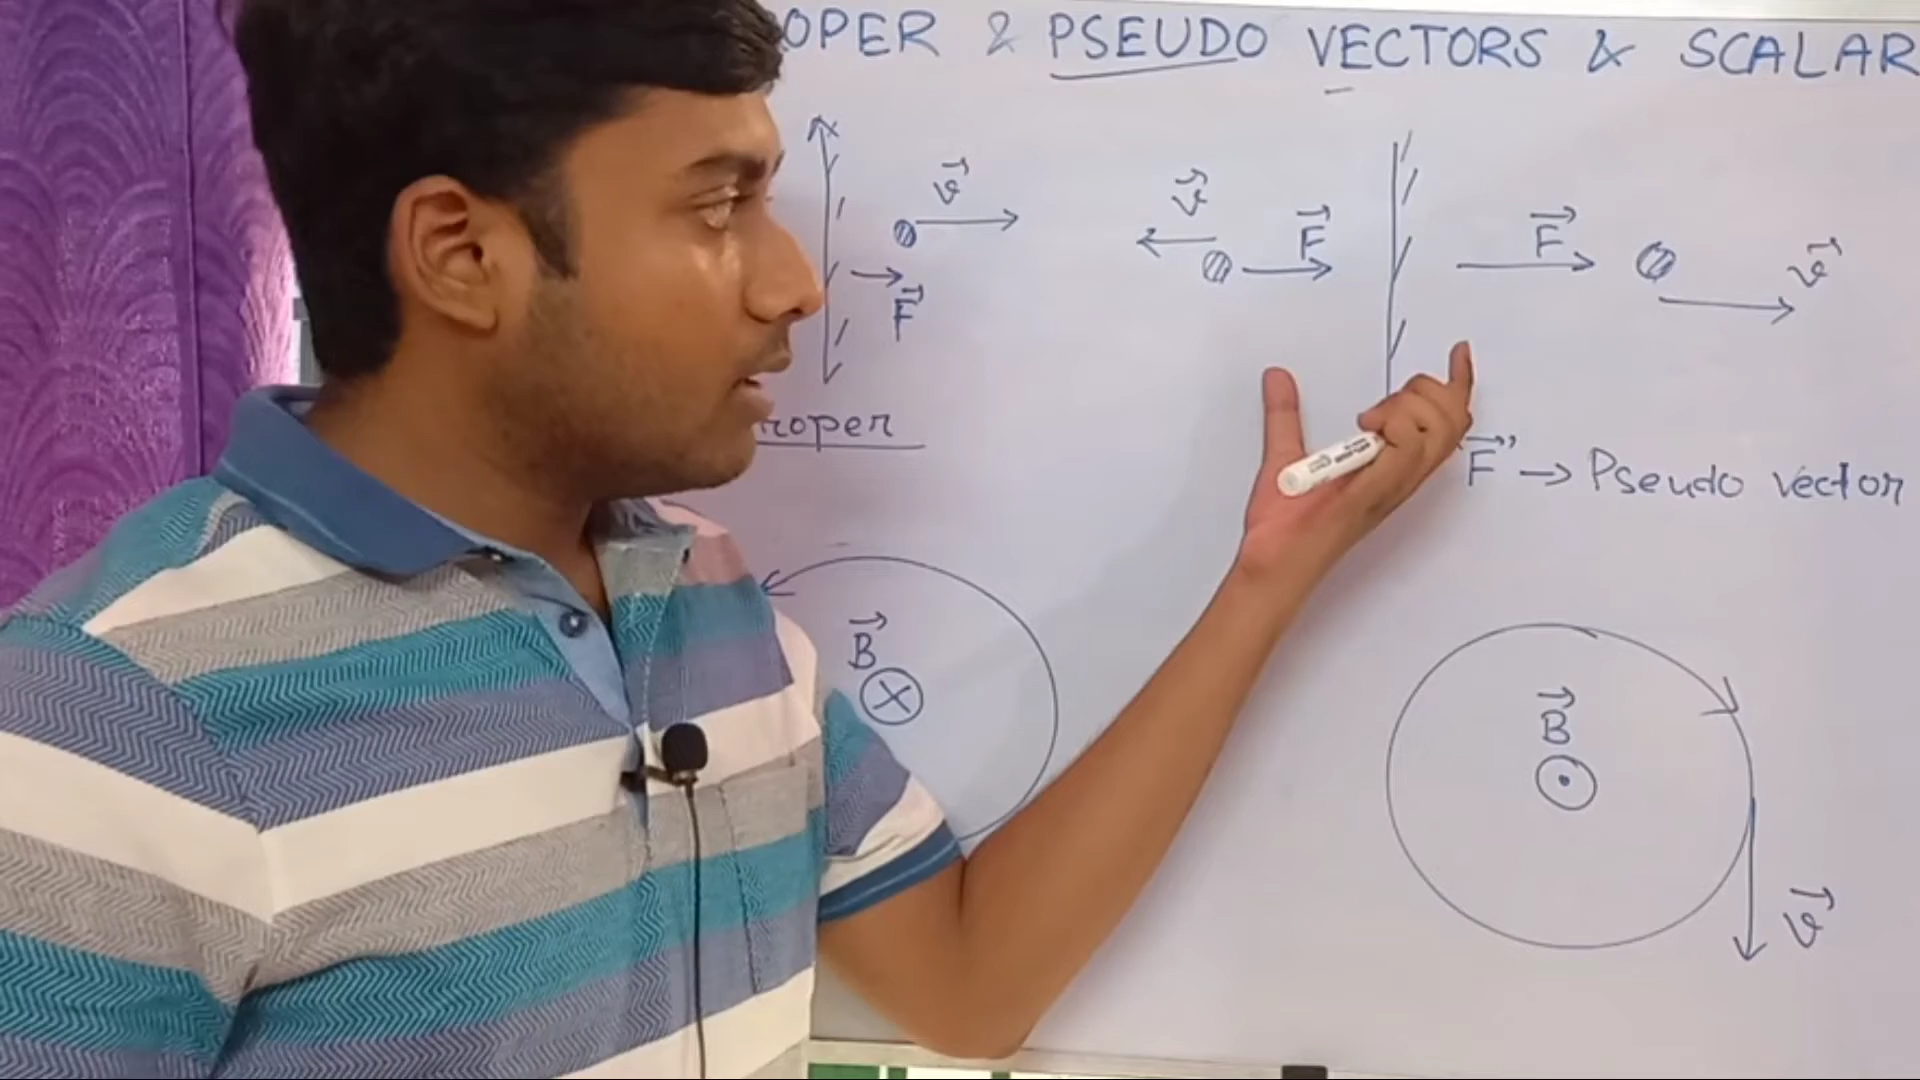 OPER & PSEUDO VECTORS & SCALAR
v
F
v
F
F
v
roper
"F" → Pseudo vector
B
B
v